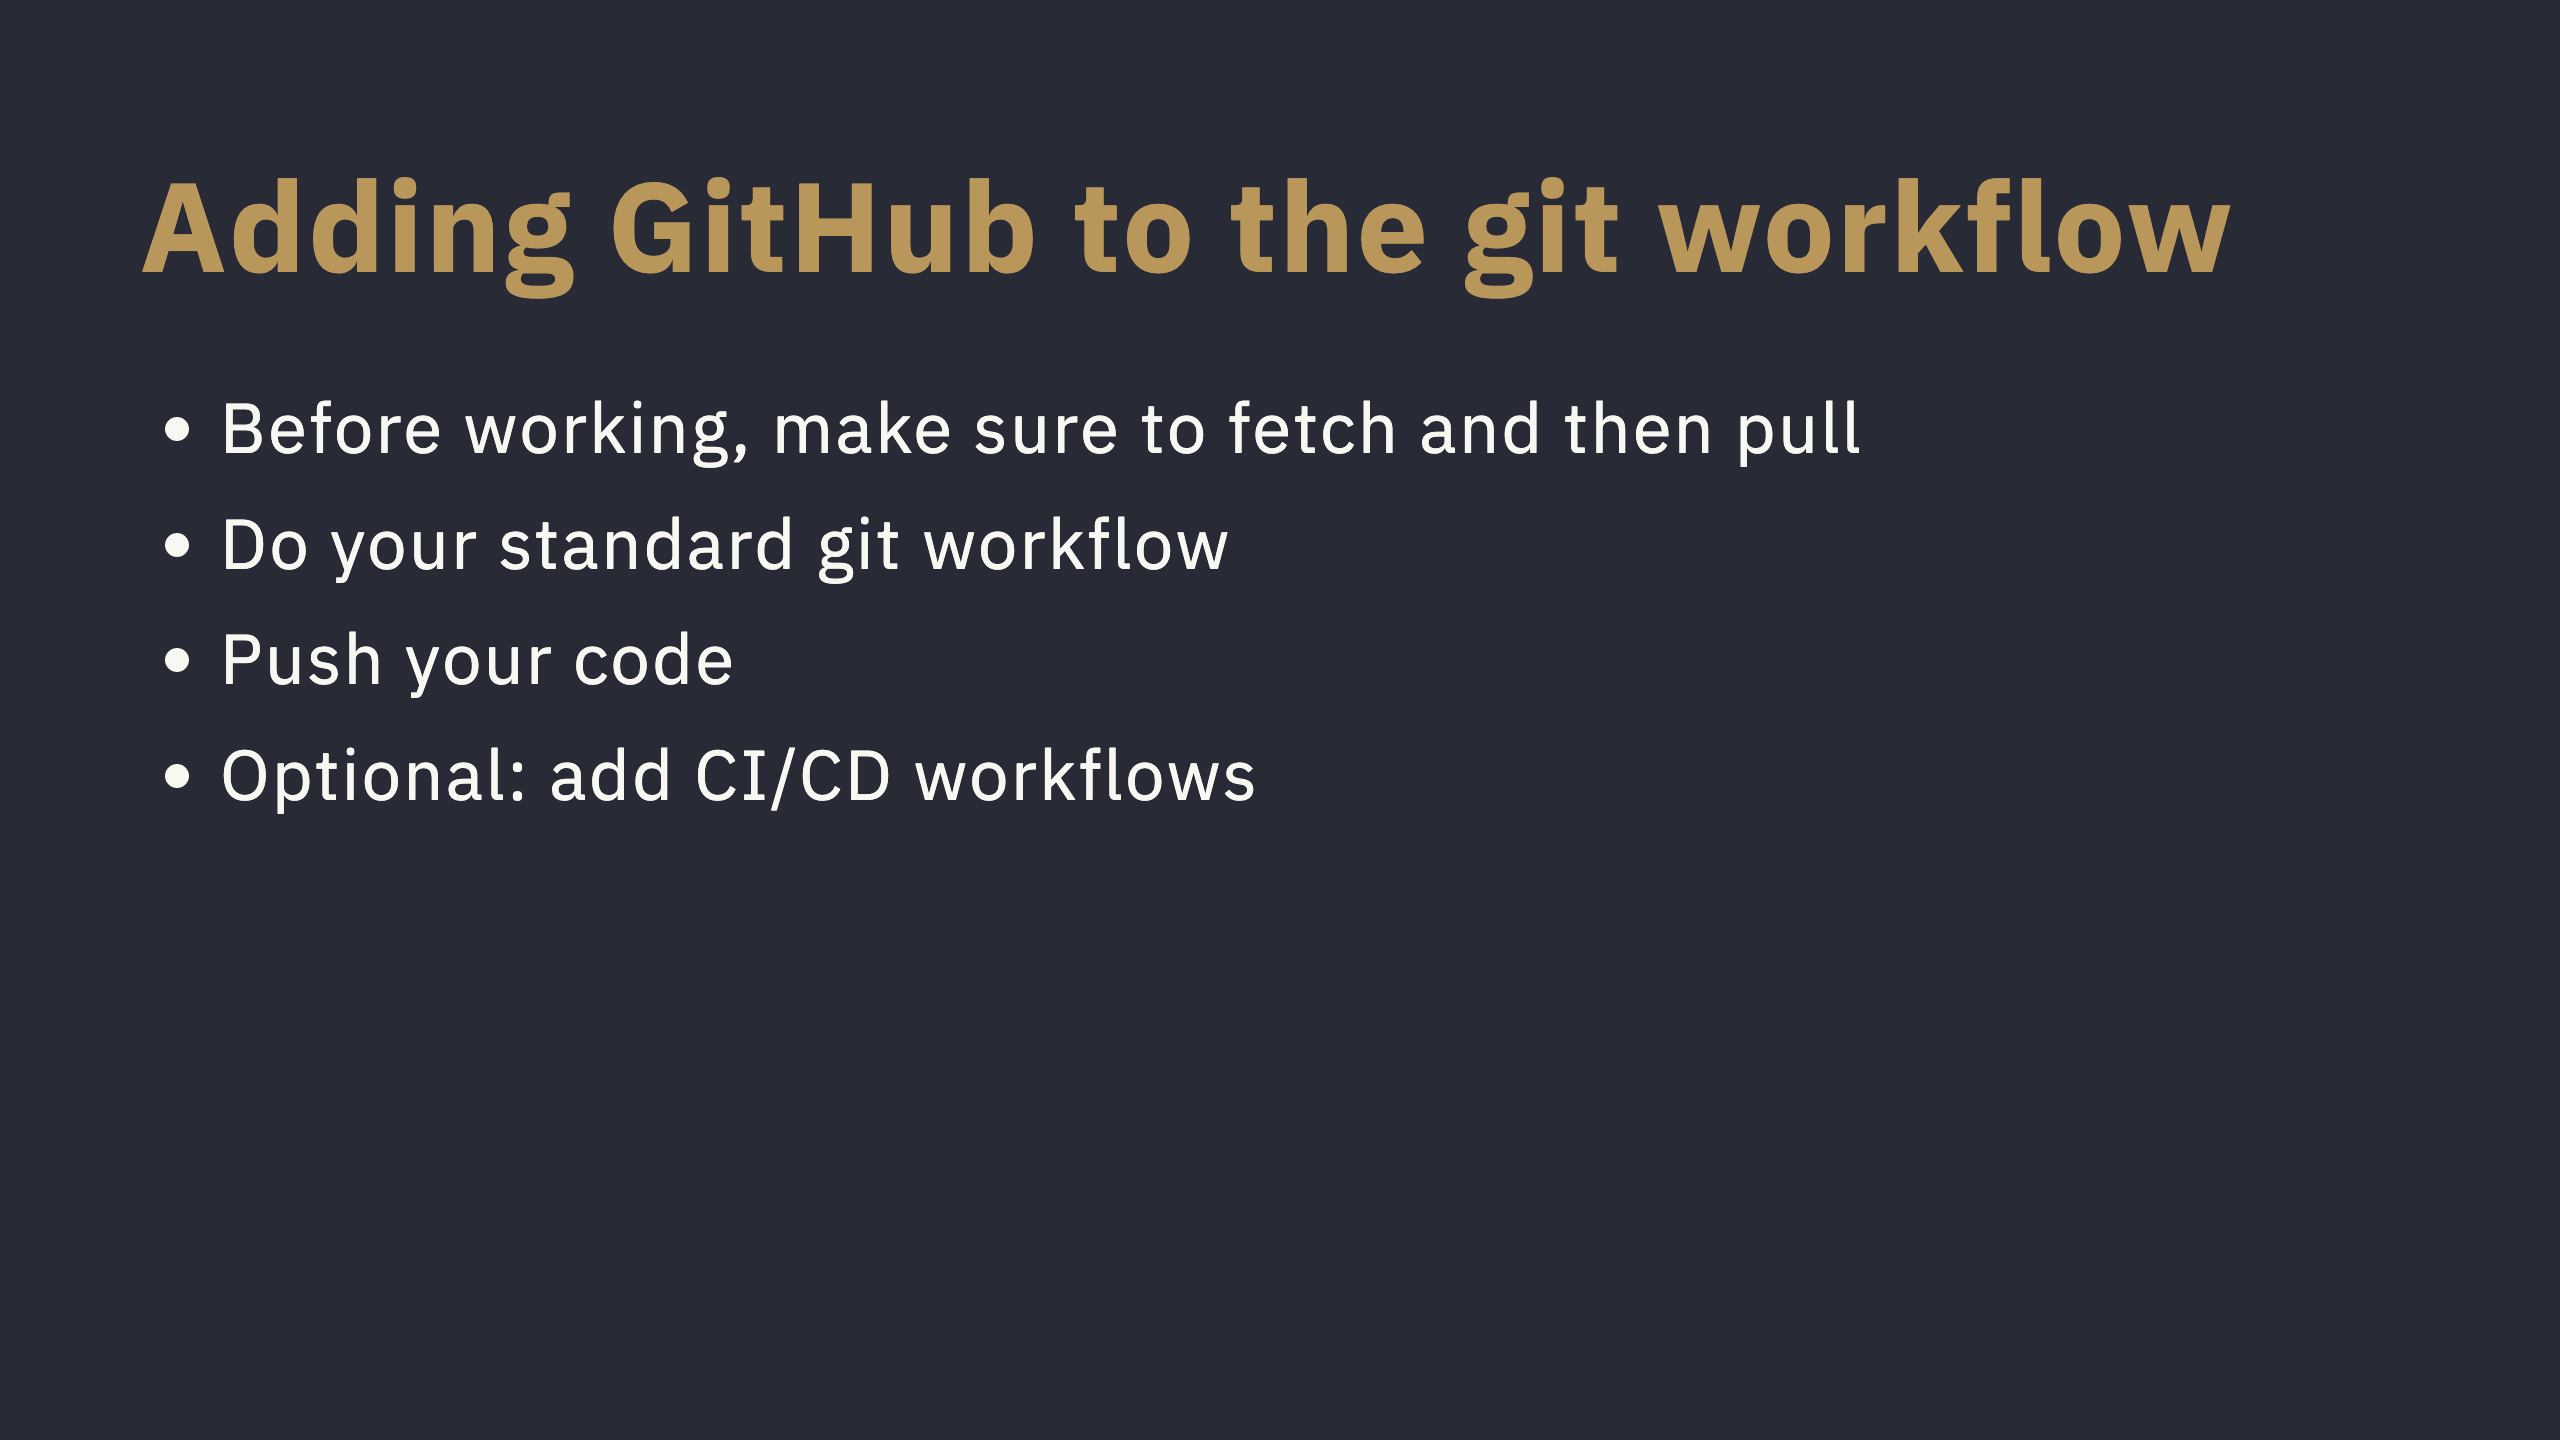 Adding GitHub to the git workflow
• Before working, make sure to fetch and then pull
• Do your standard git workflow
• Push your code
• Optional: add CI/CD workflows